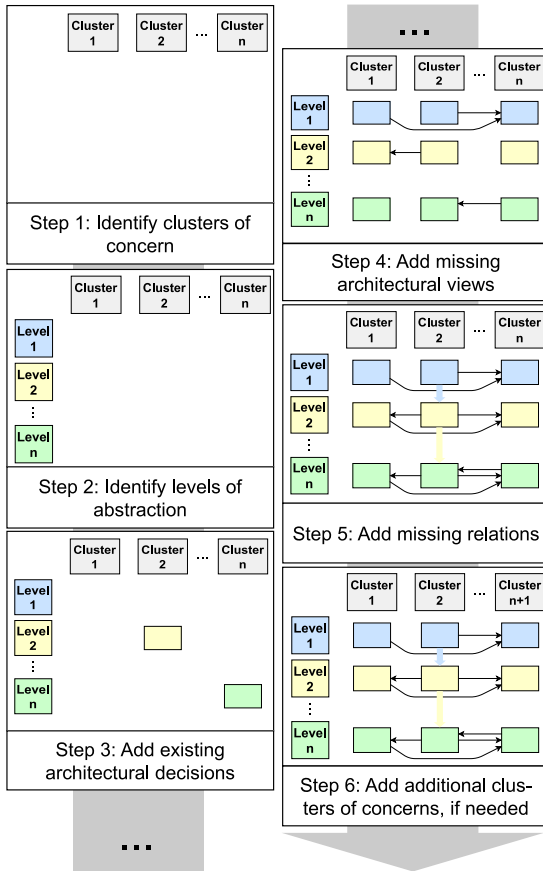 Cluster Cluster ... Cluster
1 2 n
Step 1: Identify clusters of
concern
Cluster Cluster ... Cluster
1 2 n
Level
1
Level
2
...
Level
n
Step 2: Identify levels of
abstraction
Cluster Cluster ... Cluster
1 2 n
Level
1
Level
2
...
Level
n
Step 3: Add existing
architectural decisions
...
...
Cluster Cluster ... Cluster
1 2 n
Level
1
Level
2
...
Level
n
Step 4: Add missing
architectural views
Cluster Cluster ... Cluster
1 2 n
Level
1
Level
2
...
Level
n
Step 5: Add missing relations
Cluster Cluster ... Cluster
1 2 n+1
Level
1
Level
2
...
Level
n
Step 6: Add additional clus-
ters of concerns, if needed